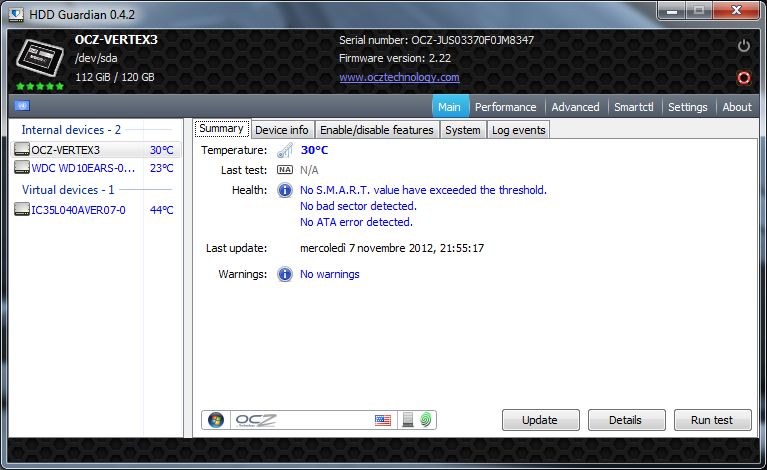 HDD Guardian 0.4.2
OCZ-VERTEX3
/dev/sda
112 GiB / 120 GB
Serial number: OCZ-JUS03370F0JM8347
Firmware version: 2.22
www.ocztechnology.com
Main Performance Advanced Smartctl Settings About
Internal devices - 2
OCZ-VERTEX3 30°C
WDC WD10EARS-0... 23°C
Virtual devices - 1
IC35L040AVER07-0 44°C
Summary Device info Enable/disable features System Log events
Temperature: 30°C
Last test: NA N/A
Health: No S.M.A.R.T. value have exceeded the threshold.
No bad sector detected.
No ATA error detected.
Last update: mercoledì 7 novembre 2012, 21:55:17
Warnings: No warnings
OCZ
Update Details Run test